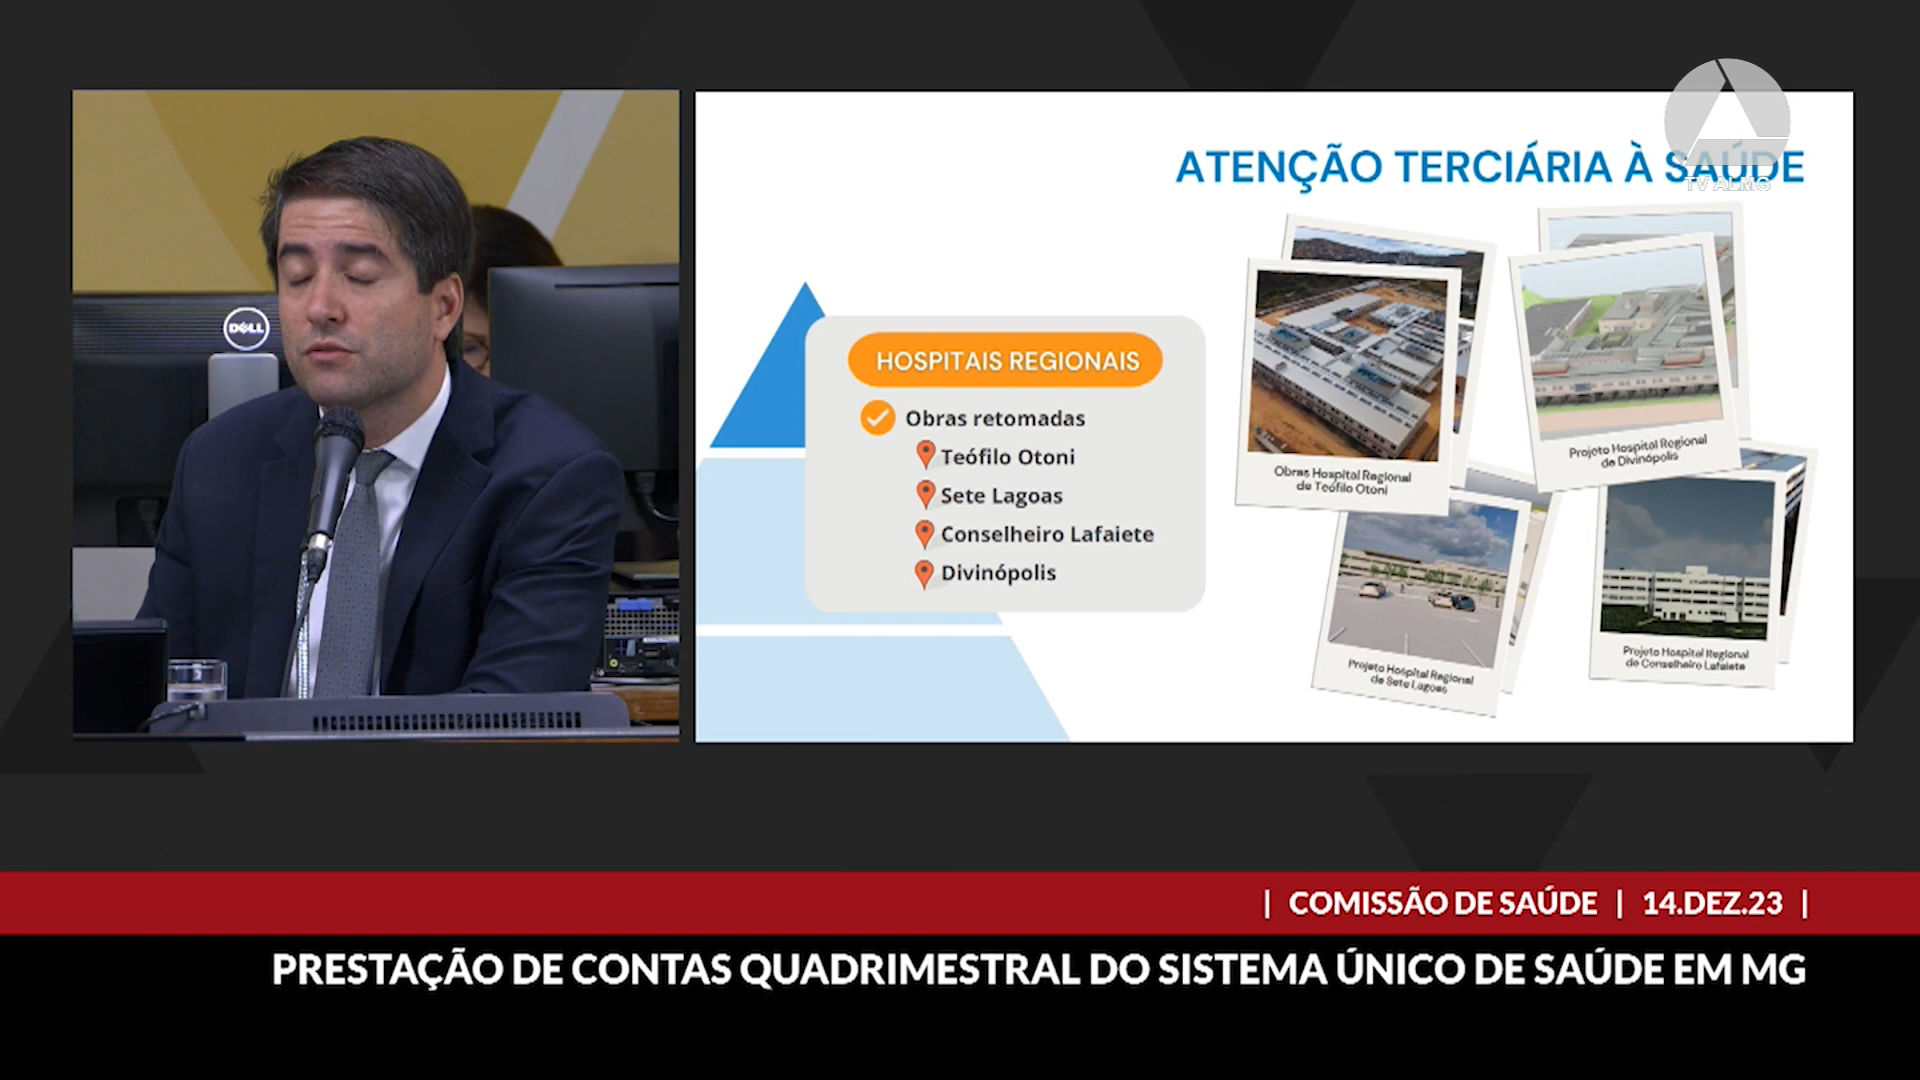 DELL
TV ALMG
ATENÇÃO TERCIÁRIA À SAÚDE
HOSPITAIS REGIONAIS
Obras retomadas
Teófilo Otoni
Sete Lagoas
Conselheiro Lafaiete
Divinópolis
Obras Hospital Regional
de Teófilo Otoni
Projeto Hospital Regional
de Divinópolis
Projeto Hospital Regional
de Sete Lagoas
Projeto Hospital Regional
de Conselheiro Lafaiete
| COMISSÃO DE SAÚDE | 14.DEZ.23 |
PRESTAÇÃO DE CONTAS QUADRIMESTRAL DO SISTEMA ÚNICO DE SAÚDE EM MG